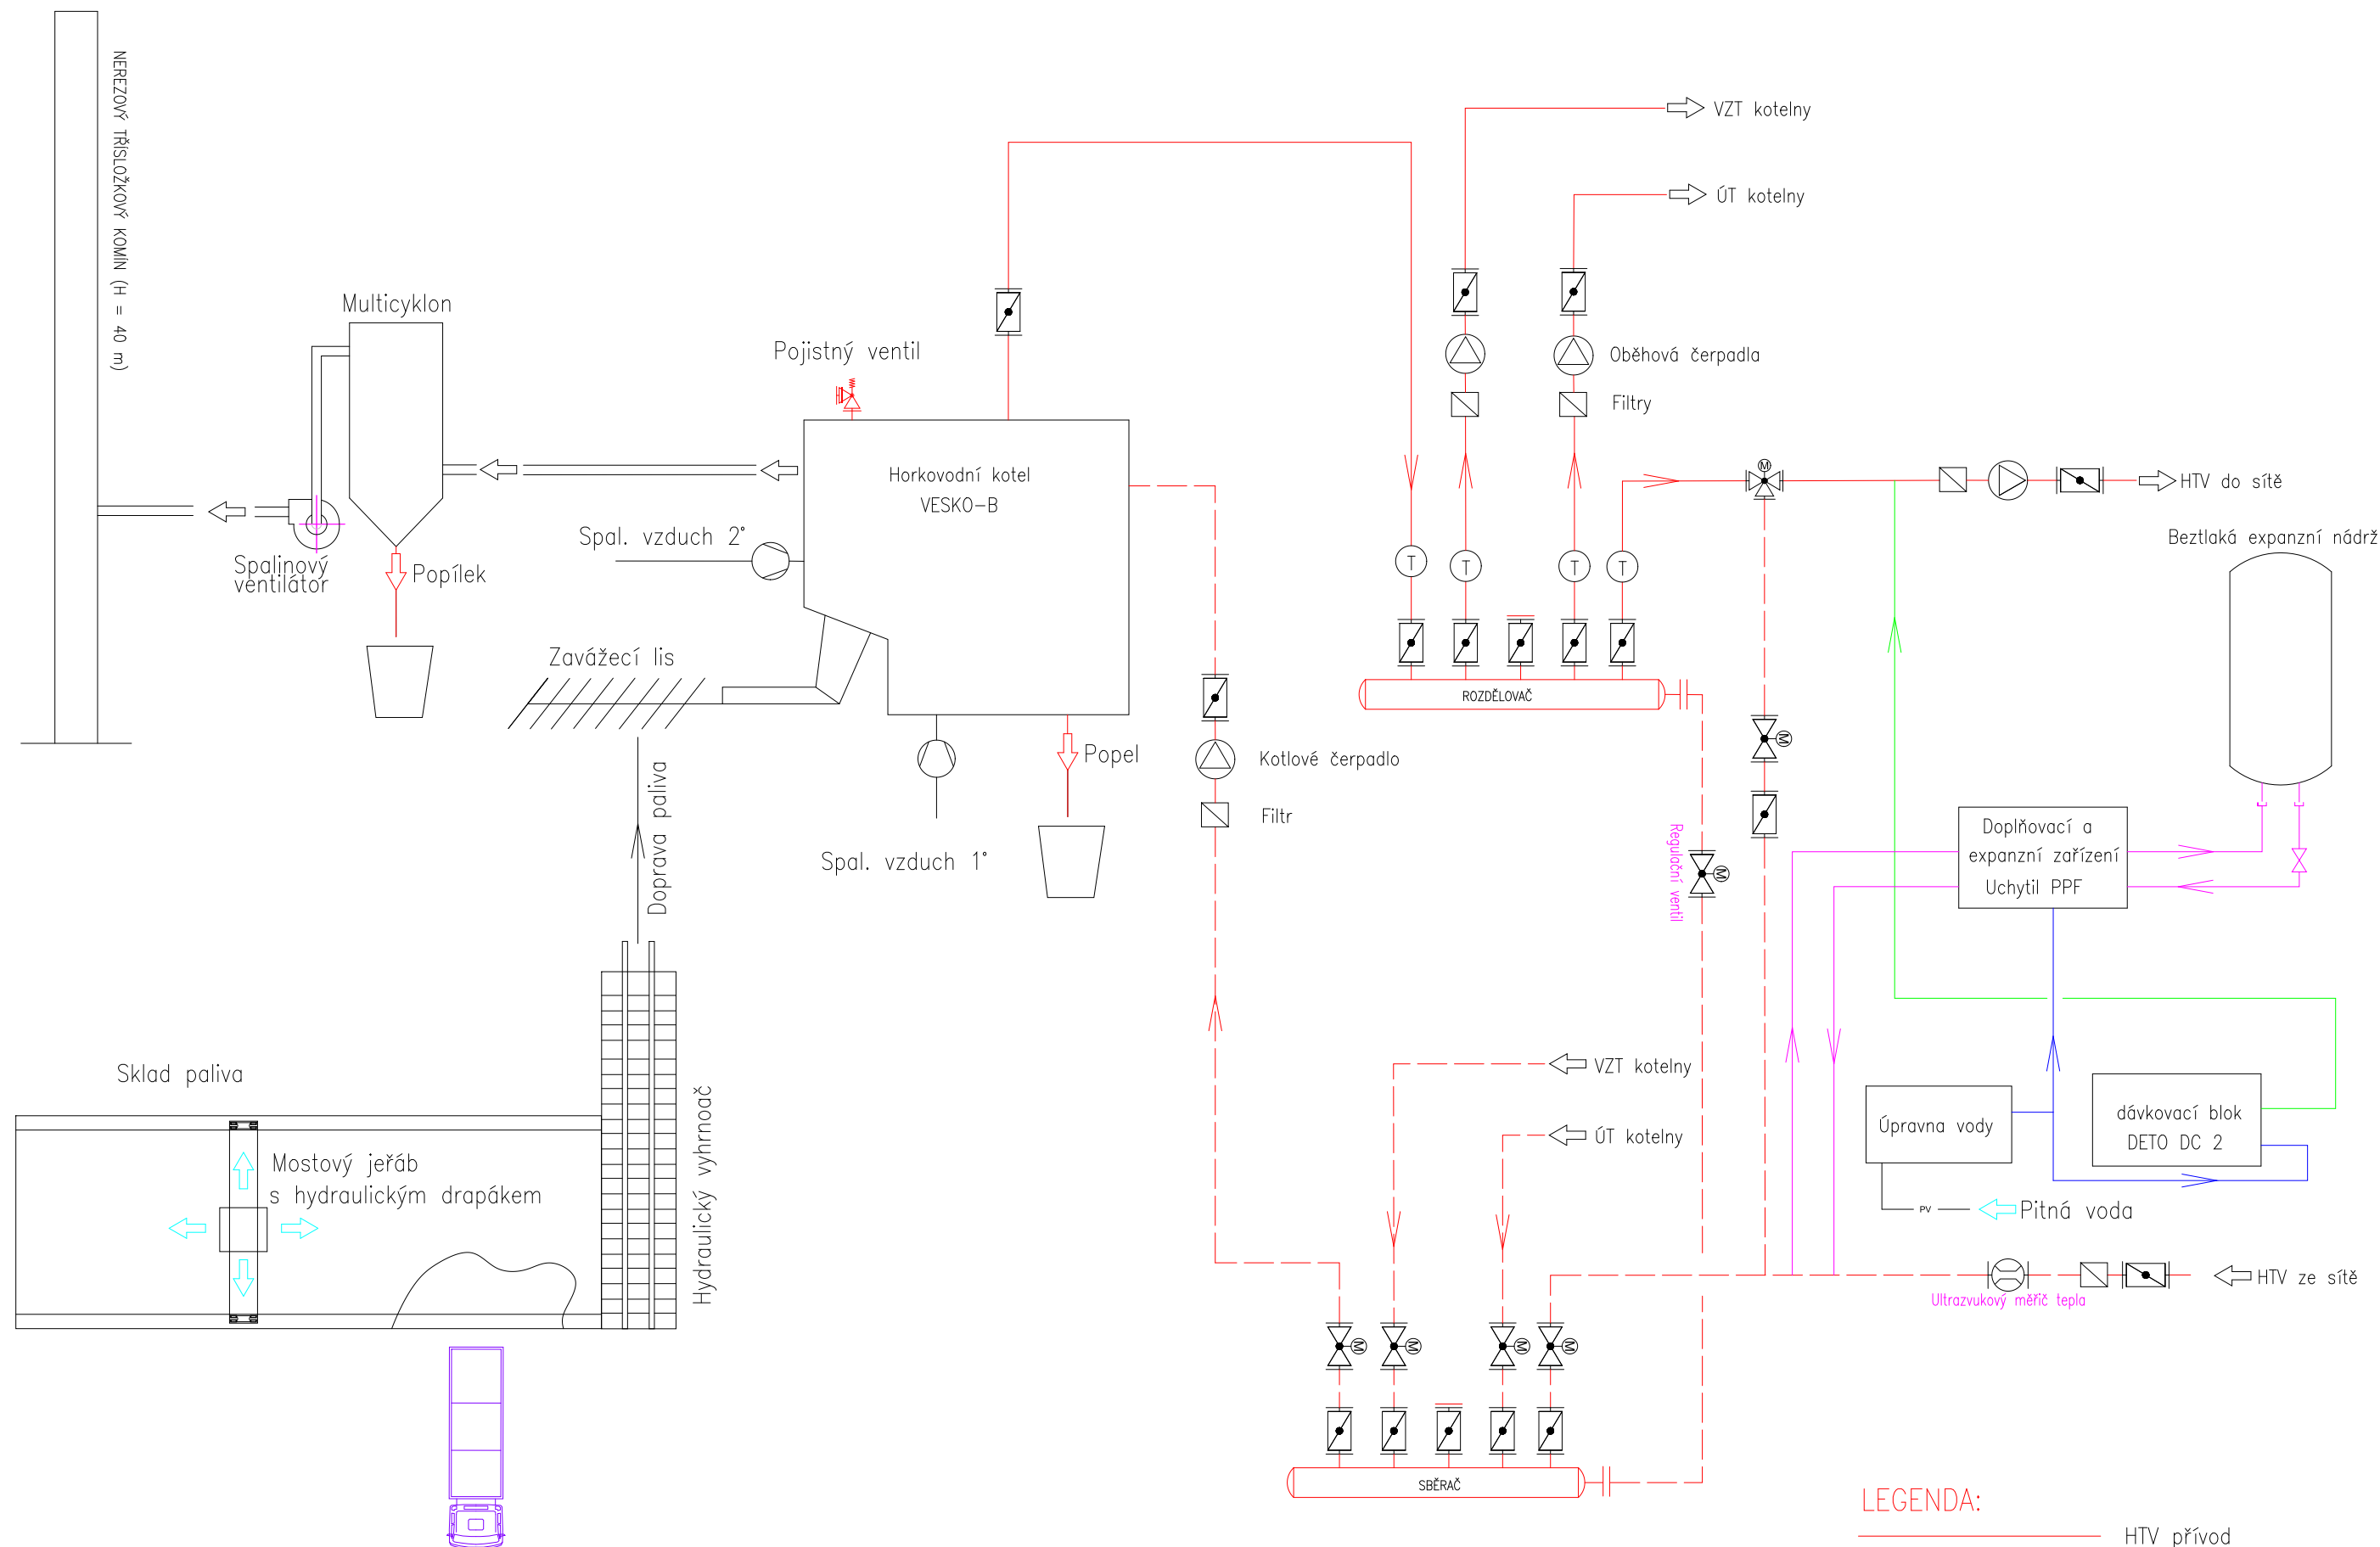 NEREZOVÝ TŘÍSLOŽKOVÝ KOMÍN (H = 40 m)
Multicyklon
Spalinový
ventilátor
Popílek
Pojistný ventil
Horkovodní kotel
VESKO-B
Spal. vzduch 2°
Zavážecí lis
Spal. vzduch 1°
Popel
Doprava paliva
Sklad paliva
Mostový jeřáb
s hydraulickým drapákem
Hydraulický vyhrnoač
VZT kotelny
ÚT kotelny
Oběhová čerpadla
Filtry
M
HTV do sítě
T
T
T
T
ROZDĚLOVAČ
Kotlové čerpadlo
Filtr
M
Regulační ventil
M
Beztlaká expanzní nádrž
Doplňovací a
expanzní zařízení
Uchytil PPF
VZT kotelny
ÚT kotelny
Úpravna vody
dávkovací blok
DETO DC 2
PV
Pitná voda
HTV ze sítě
Ultrazvukový měřič tepla
M
M
M
M
SBĚRAČ
LEGENDA:
HTV přívod